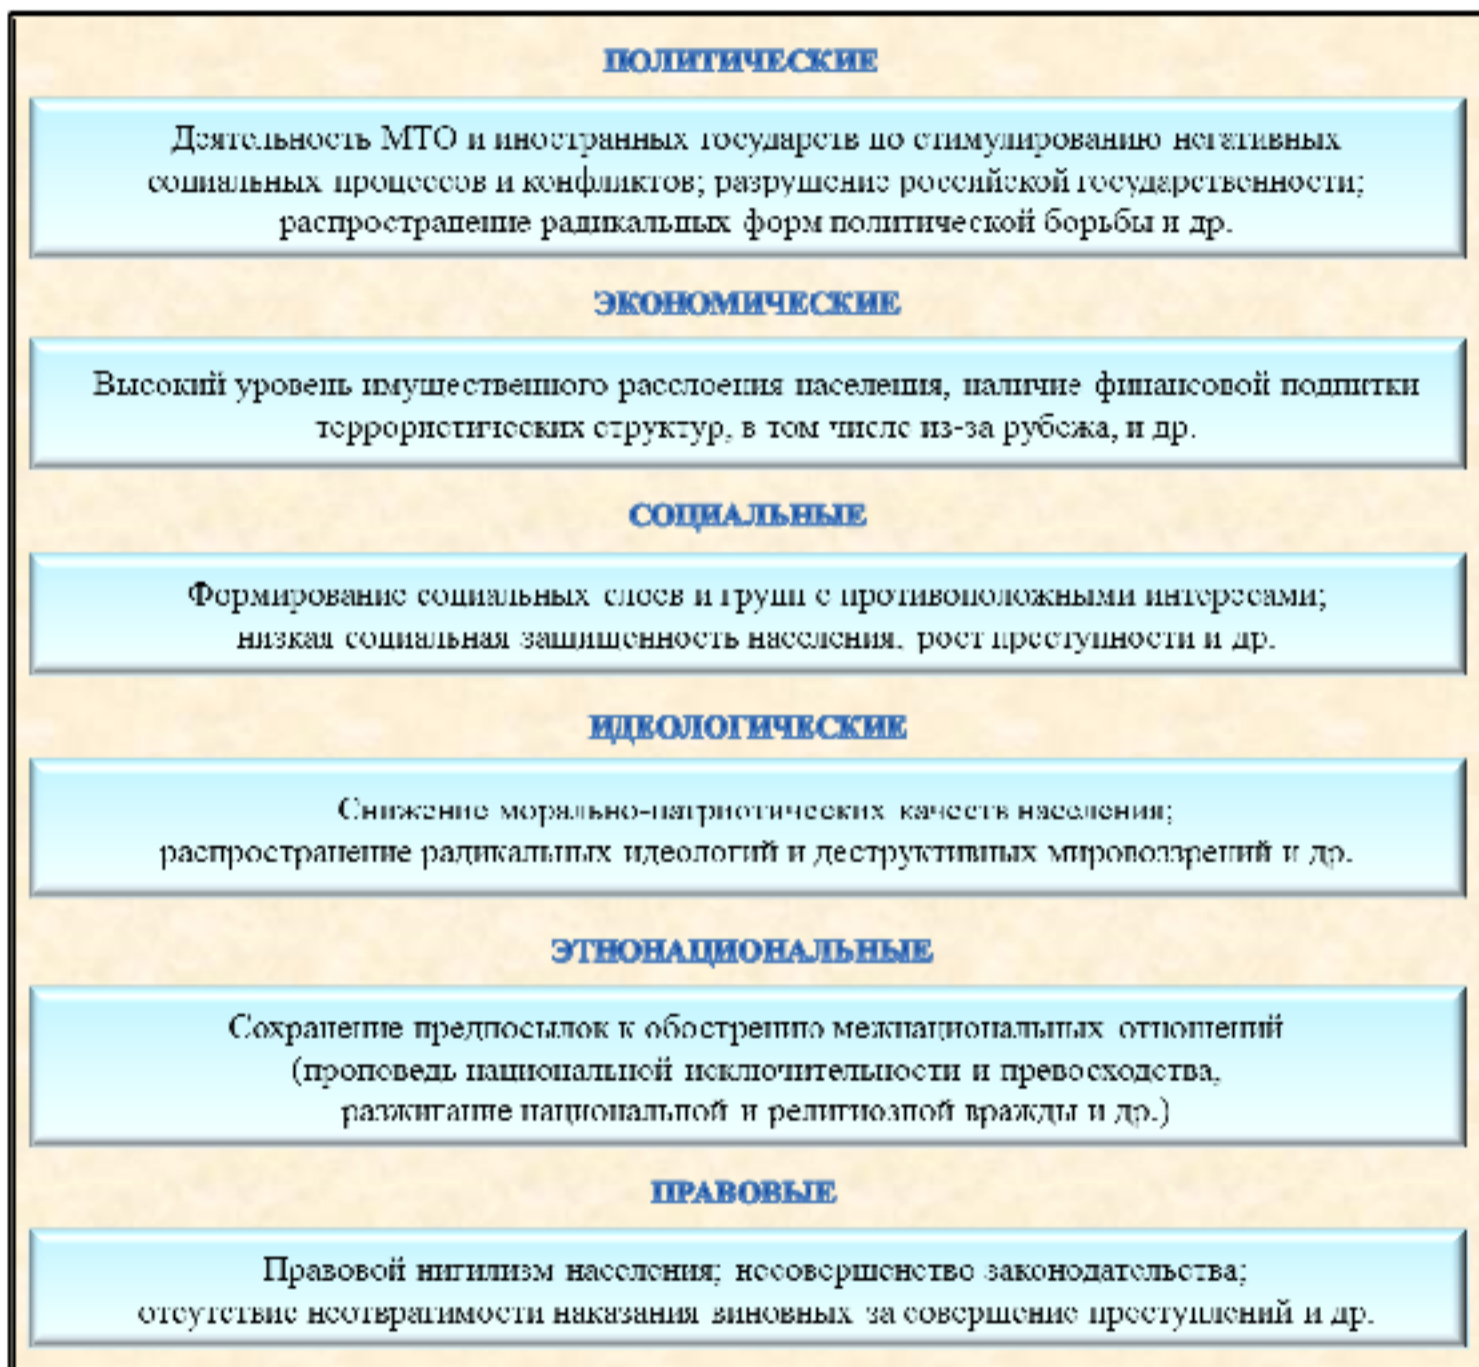 ПОЛИТИЧЕСКИЕ
Деятельность МТО и иностранных государств по стимулированию негативных
социальных процессов и конфликтов; разрушение российской государственности;
распространение радикальных форм политической борьбы и др.
ЭКОНОМИЧЕСКИЕ
Высокий уровень имущественного расслоения населения, наличие финансовой подпитки
террористических структур, в том числе из-за рубежа, и др.
СОЦИАЛЬНЫЕ
Формирование социальных слоев и групп с противоположными интересами;
низкая социальная защищенность населения, рост преступности и др.
ИДЕОЛОГИЧЕСКИЕ
Снижение морально-патриотических качеств населения;
распространение радикальных идеологий и деструктивных мировоззрений и др.
ЭТНОНАЦИОНАЛЬНЫЕ
Сохранение предпосылок к обострению межнациональных отношений
(проповедь национальной исключительности и превосходства,
разжигание национальной и религиозной вражды и др.)
ПРАВОВЫЕ
Правовой нигилизм населения; несовершенство законодательства;
отсутствие неотвратимости наказания виновных за совершение преступлений и др.